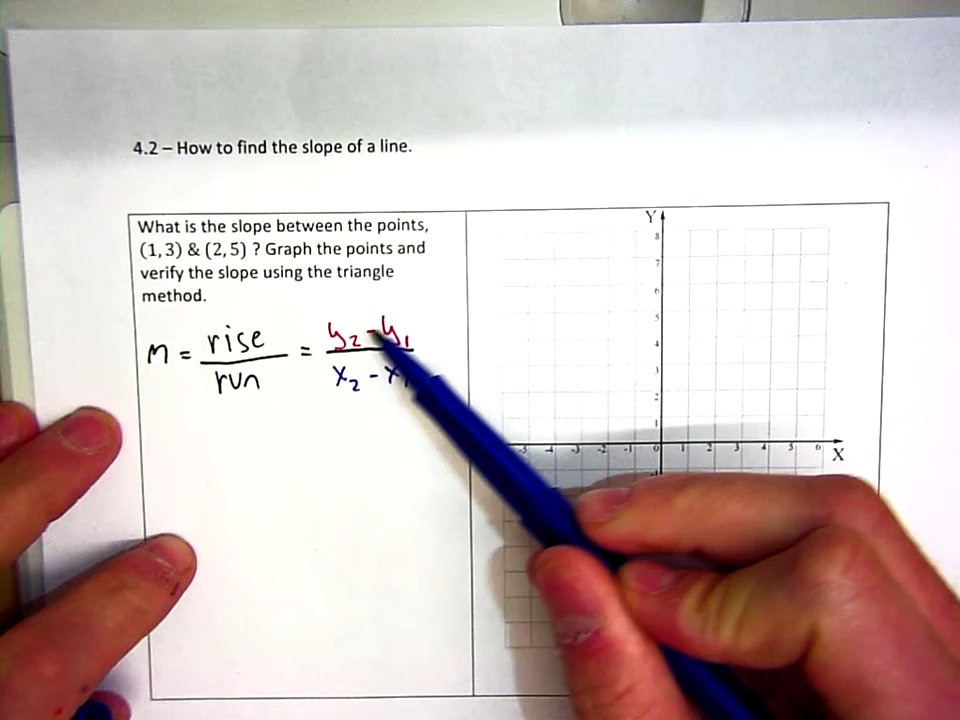 4.2 – How to find the slope of a line.
What is the slope between the points,
(1, 3) & (2, 5) ? Graph the points and
verify the slope using the triangle
method.
m = rise/run = y₂ - y₁/x₂ - x₁
Y
8
7
6
5
4
3
2
1
-5 -4 -3 -2 -1 0 1 2 3 4 5 6 X